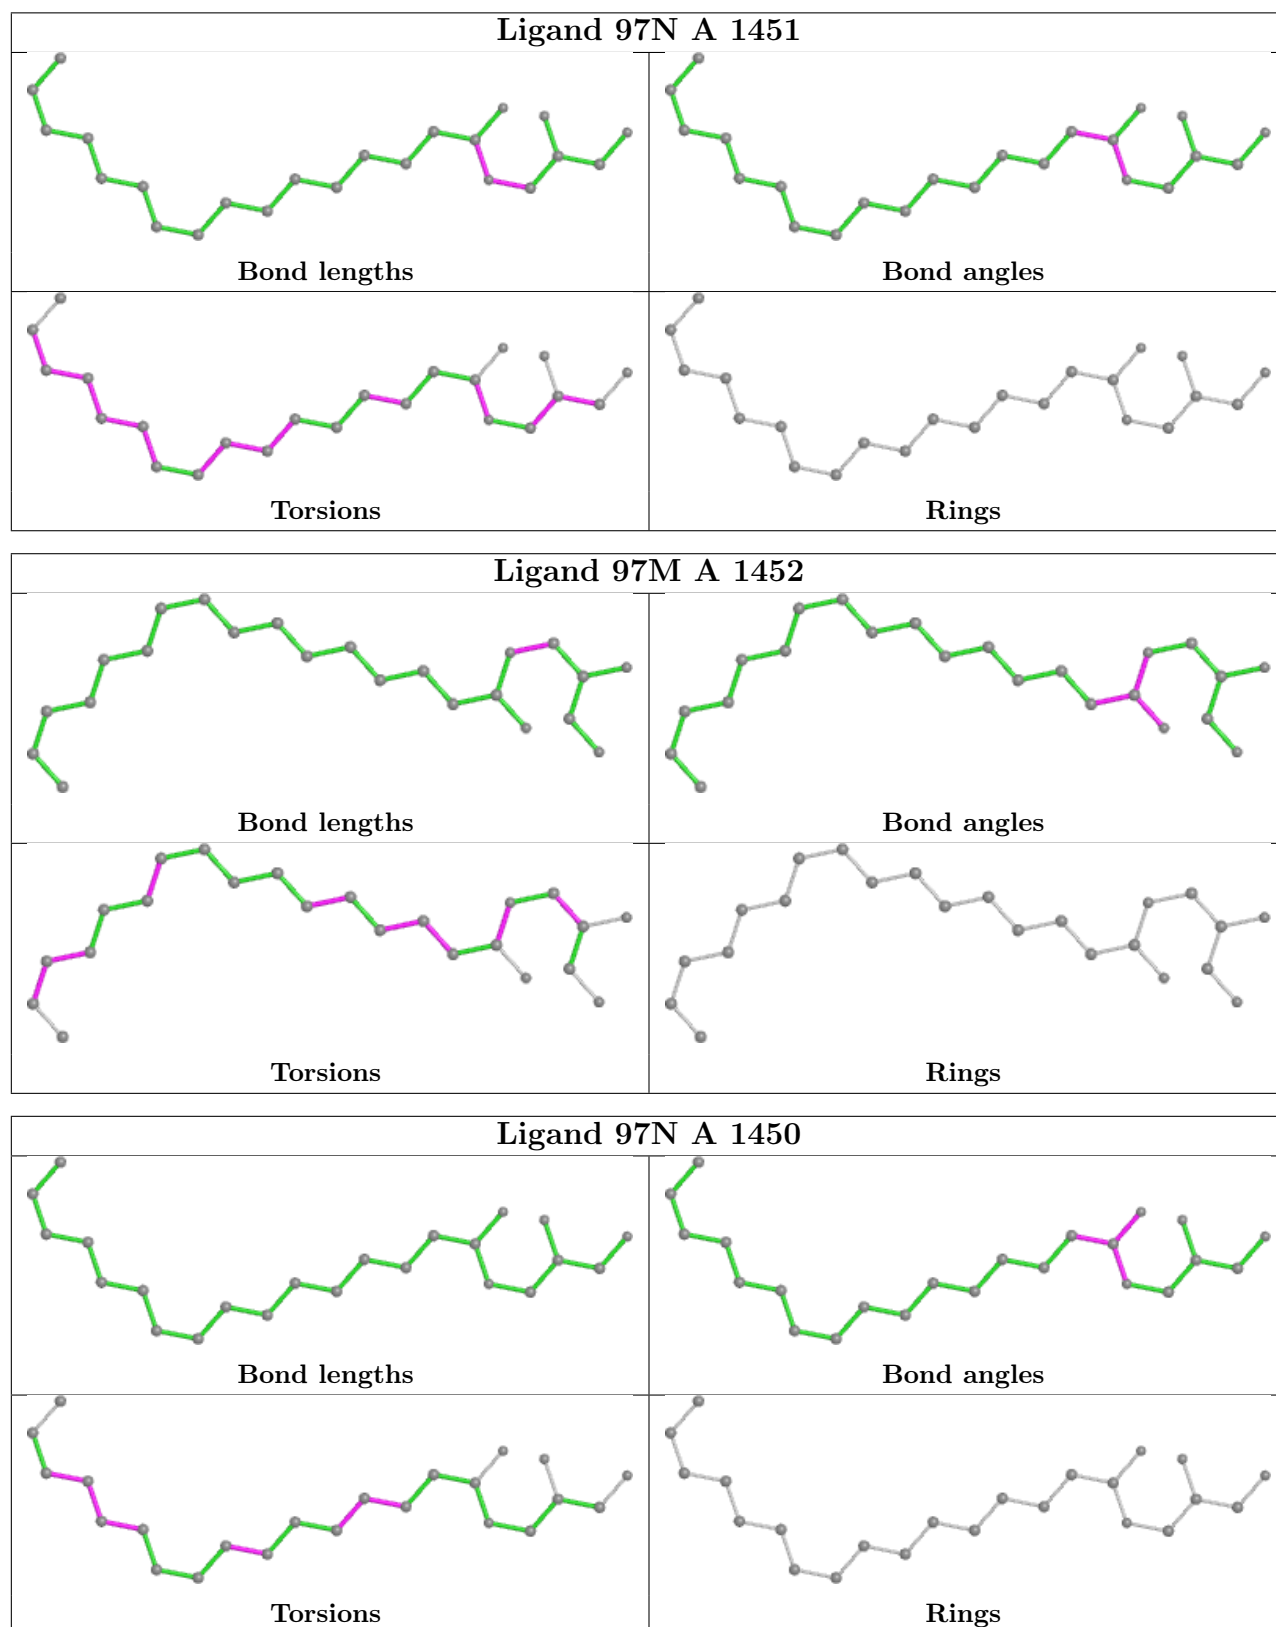 Ligand 97N A 1451
Bond lengths
Bond angles
Torsions
Rings
Ligand 97M A 1452
Bond lengths
Bond angles
Torsions
Rings
Ligand 97N A 1450
Bond lengths
Bond angles
Torsions
Rings